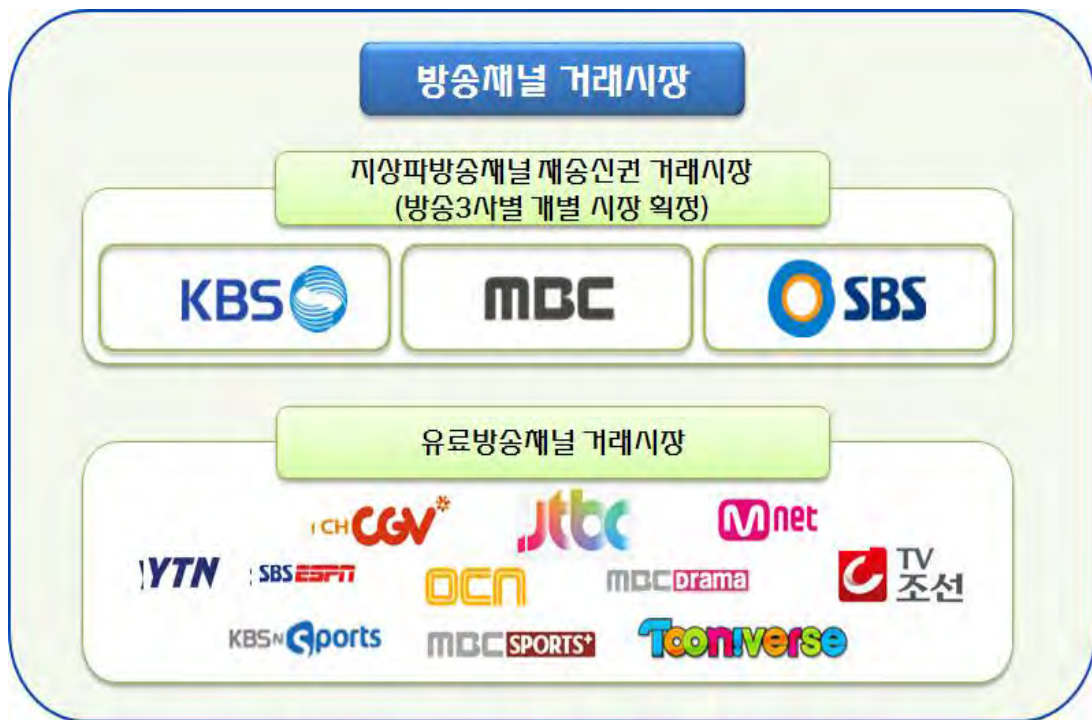 방송채널 거래시장
지상파방송채널 재송신권 거래시장
(방송3사별 개별 시장 획정)
KBS
MBC
SBS
유료방송채널 거래시장
CH CGV
jtbc
Mnet
YTN
SBS ESPN
OCN
MBC Drama
TV
조선
KBS N Sports
MBC SPORTS+
Tooniverse